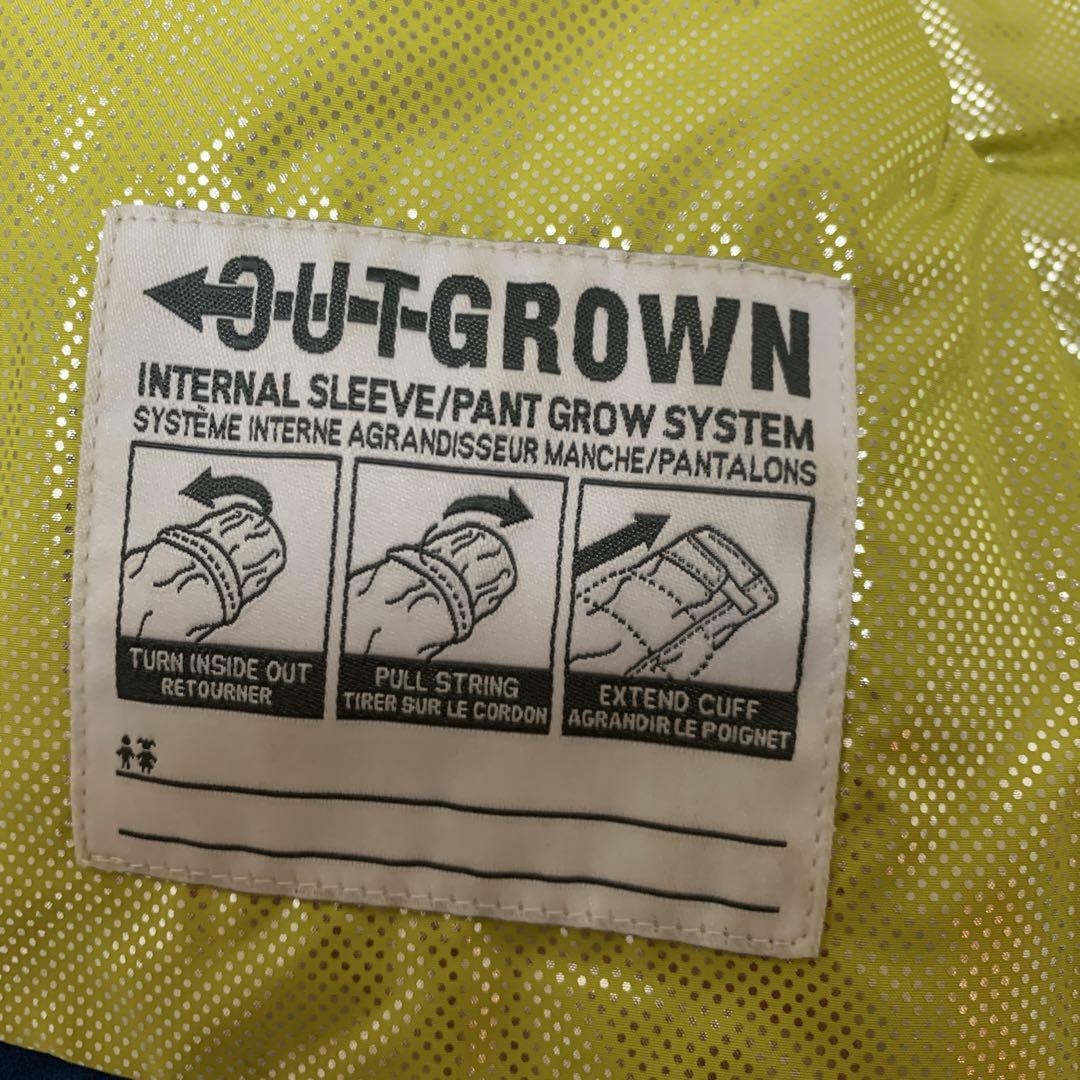 OUTGROWN
INTERNAL SLEEVE/PANT GROW SYSTEM
SYSTÈME INTERNE AGRANDISSEUR MANCHE/PANTALONS
TURN INSIDE OUT
RETOURNER
PULL STRING
TIRER SUR LE CORDON
EXTEND CUFF
AGRANDIR LE POIGNET